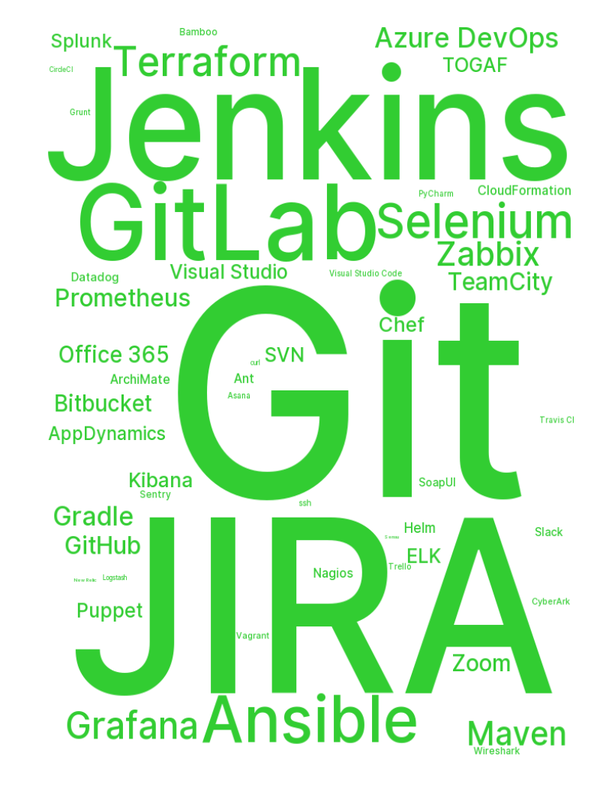 Bamboo
Splunk
Azure DevOps
Terraform
TOGAF
CircleCI
Jenkins
Grunt
GitLab
PyCharm
CloudFormation
Selenium
Zabbix
Visual Studio
Visual Studio Code
Datadog
TeamCity
Prometheus
Git
Chef
Office 365
SVN
curl
ArchiMate
Ant
Asana
Bitbucket
Travis CI
AppDynamics
Kibana
SoapUI
Sentry
ssh
Gradle
JIRA
Helm
Slack
GitHub
ELK
Trello
Nagios
Logstash
CyberArk
Puppet
Vagrant
Zoom
Ansible
Grafana
Maven
Wireshark